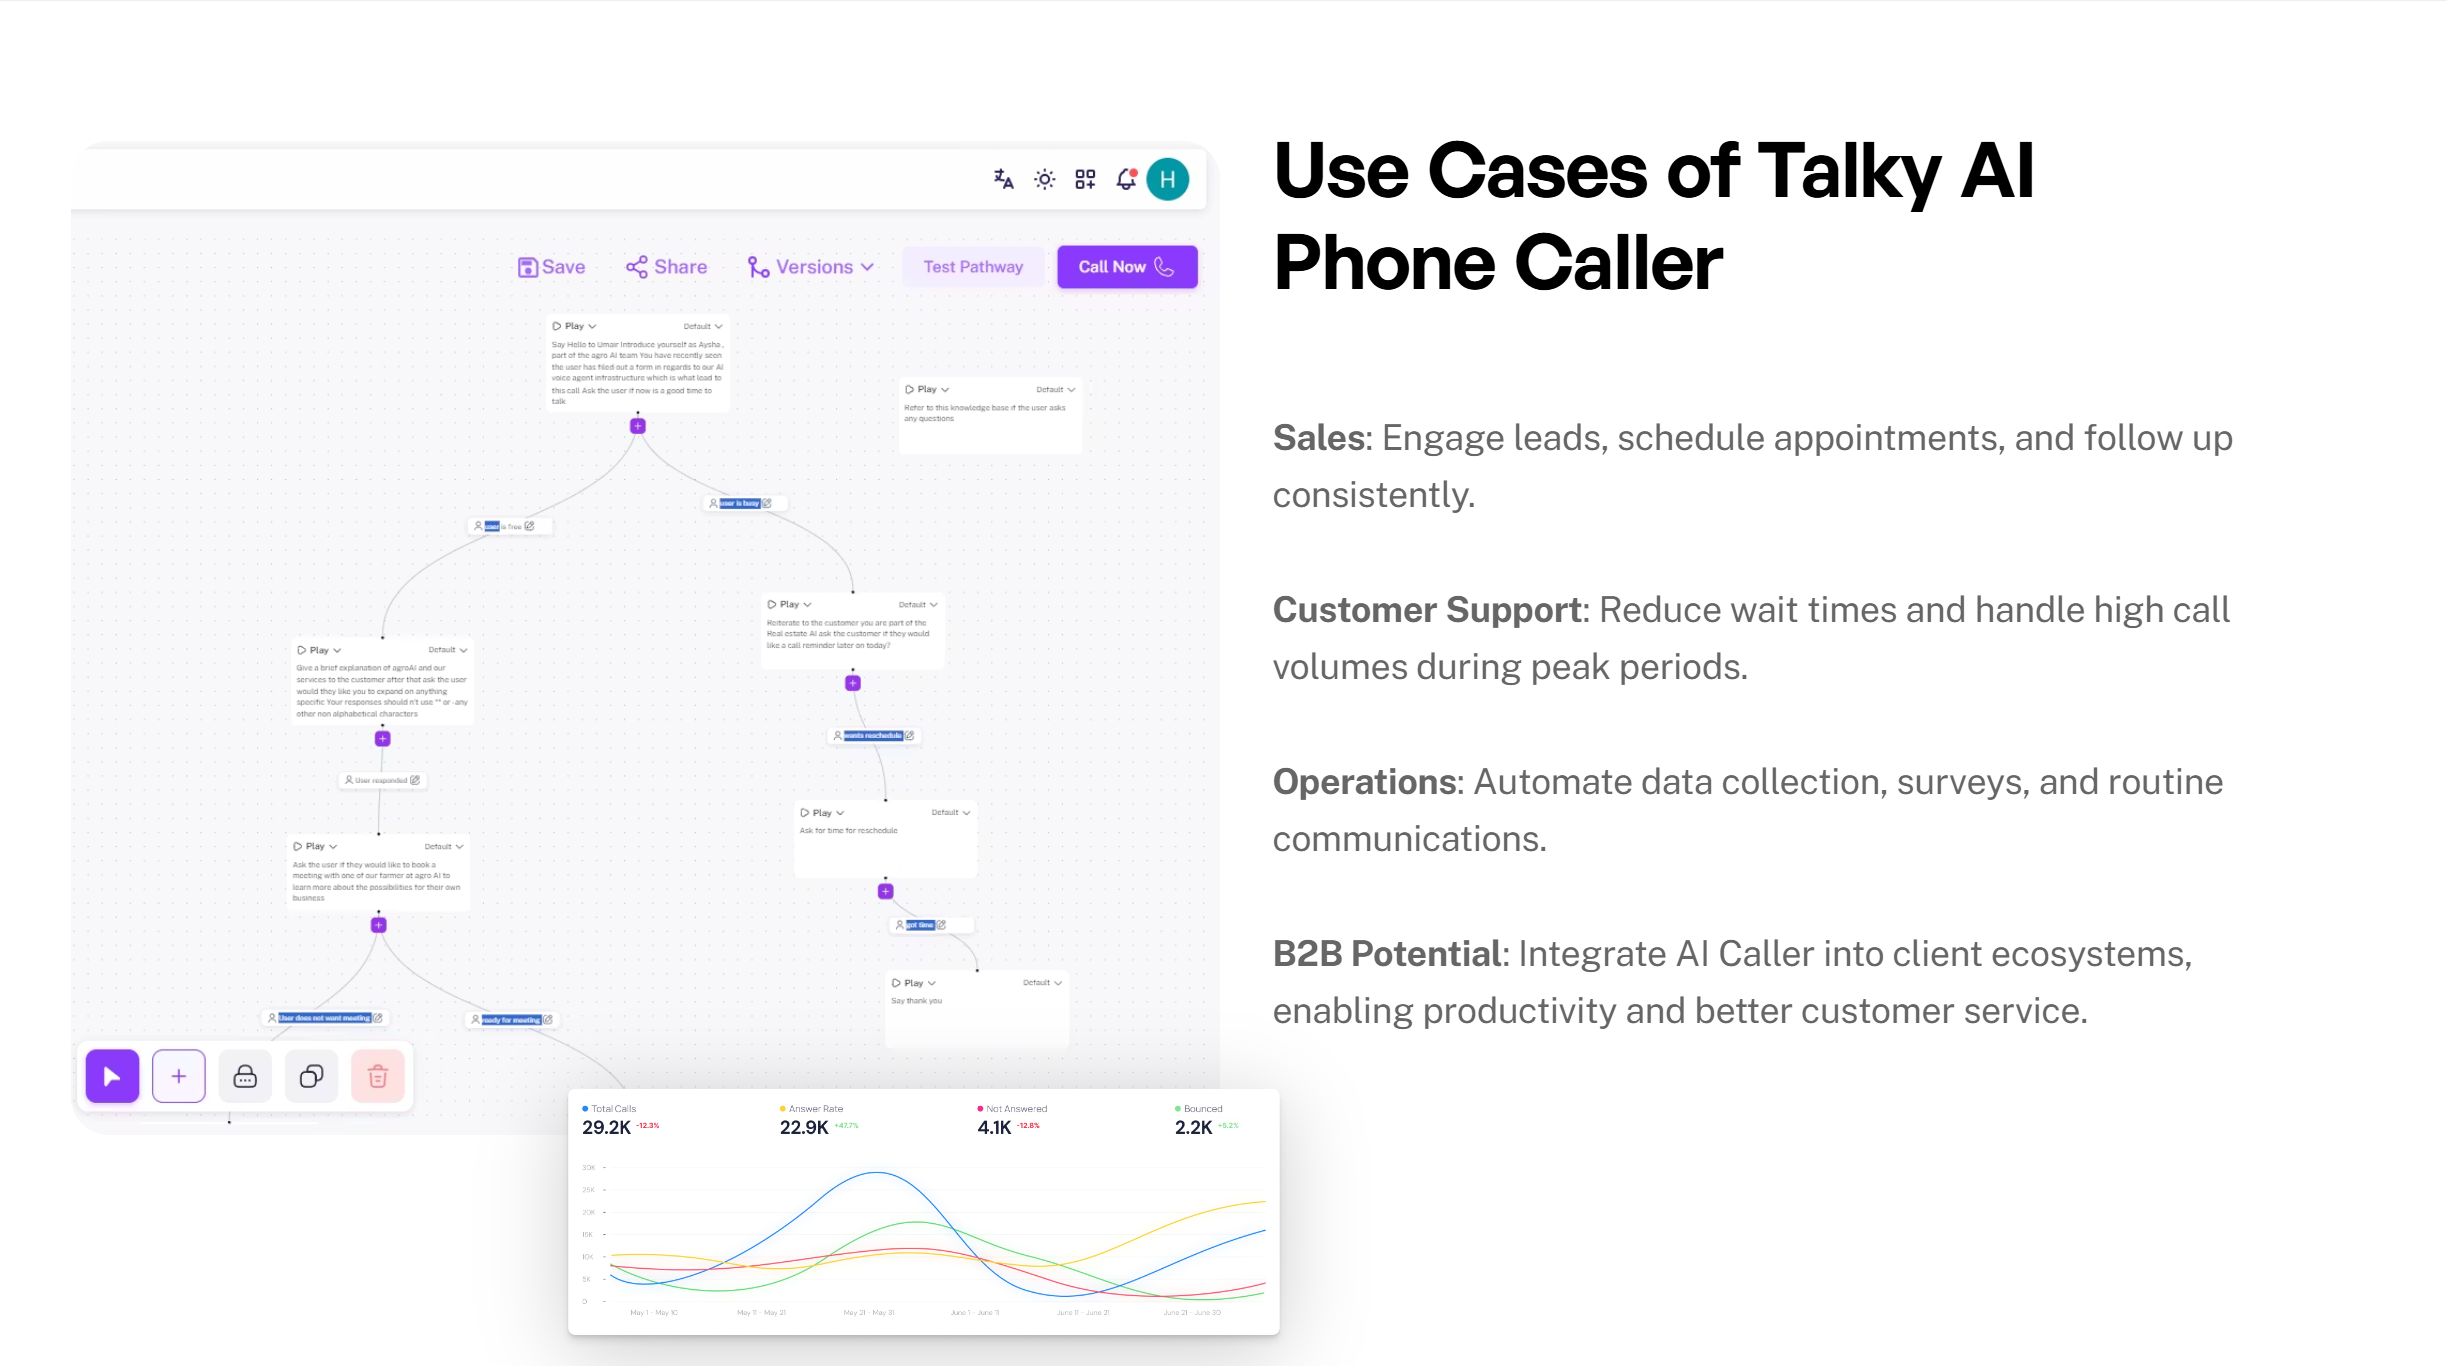 H
Save
Share
Versions
Test Pathway
Call Now
Play
Default
Say Hello to Umair Introduce yourself as Aysha ,
part of the agro AI team You have recently seen
the user has filed out a form in regards to our AI
voice agent infrastructure which is what lead to
this call Ask the user if now is a good time to
talk
Play
Default
Refer to this knowledge base if the user asks
any questions
user is busy
user is free
Play
Default
Reiterate to the customer you are part of the
Real estate AI ask the customer if they would
like a call reminder later on today?
Play
Default
Give a brief explanation of agroAI and our
services to the customer after that ask the user
would they like you to expand on anything
specific Your responses should n't use ** or -any
other non alphabetical characters
wants reschedule
User responded
Play
Default
Ask for time for reschedule
Play
Default
Ask the user if they would like to book a
meeting with one of our farmer at agro AI to
learn more about the possibilities for their own
business
got time
Play
Default
Say thank you
User does not want meeting
ready for meeting
Total Calls
29.2K -12.3%
Answer Rate
22.9K +47.7%
Not Answered
4.1K -12.8%
Bounced
2.2K +5.2%
30K
25K
20K
15K
10K
5K
0
May 1 - May 10
May 11 - May 21
May 21 - May 31
June 1 - June 11
June 11 - June 21
June 21 - June 30
Use Cases of Talky AI
Phone Caller
Sales: Engage leads, schedule appointments, and follow up
consistently.
Customer Support: Reduce wait times and handle high call
volumes during peak periods.
Operations: Automate data collection, surveys, and routine
communications.
B2B Potential: Integrate AI Caller into client ecosystems,
enabling productivity and better customer service.